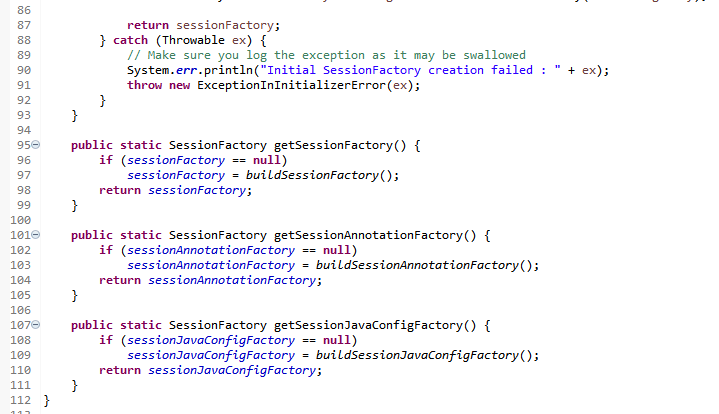 86
87 return sessionFactory;
88 } catch (Throwable ex) {
89 // Make sure you log the exception as it may be swallowed
90 System.err.println("Initial SessionFactory creation failed : " + ex);
91 throw new ExceptionInInitializerError(ex);
92 }
93 }
94
95 public static SessionFactory getSessionFactory() {
96 if (sessionFactory == null)
97 sessionFactory = buildSessionFactory();
98 return sessionFactory;
99 }
100
101 public static SessionFactory getSessionAnnotationFactory() {
102 if (sessionAnnotationFactory == null)
103 sessionAnnotationFactory = buildSessionAnnotationFactory();
104 return sessionAnnotationFactory;
105 }
106
107 public static SessionFactory getSessionJavaConfigFactory() {
108 if (sessionJavaConfigFactory == null)
109 sessionJavaConfigFactory = buildSessionJavaConfigFactory();
110 return sessionJavaConfigFactory;
111 }
112 }